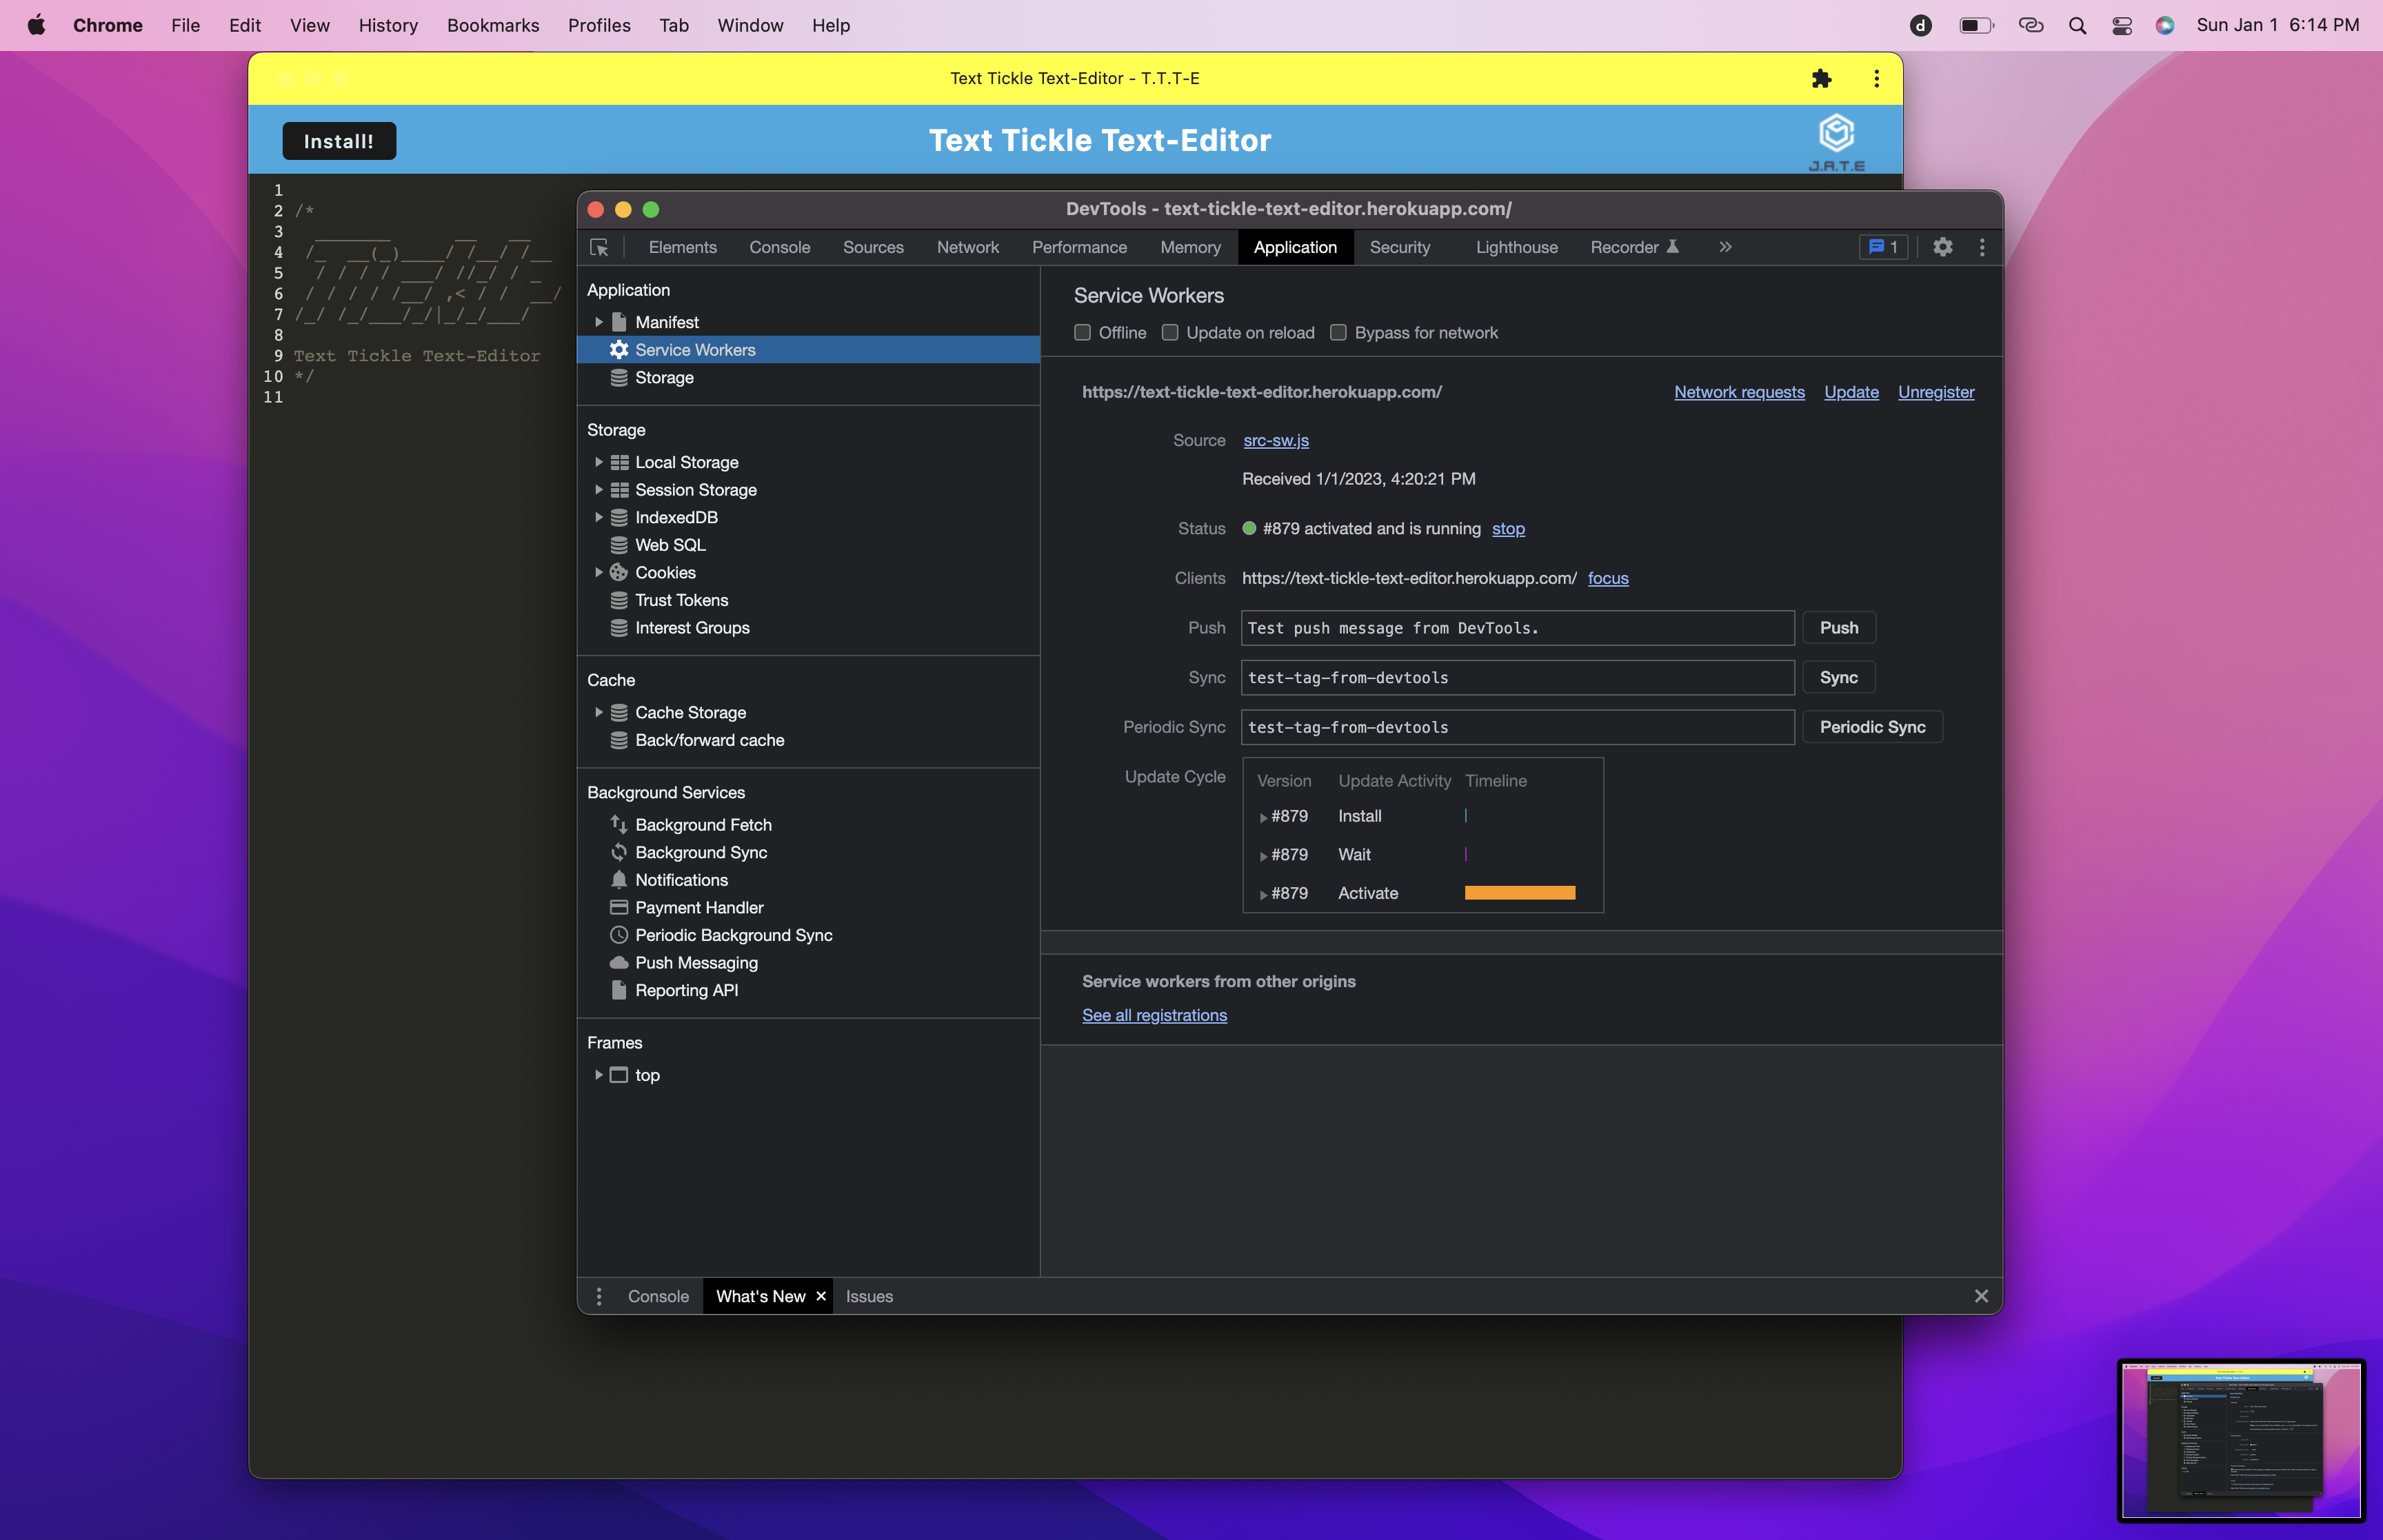 Chrome File Edit View History Bookmarks Profiles Tab Window Help
d
Sun Jan 1 6:14 PM
Text Tickle Text-Editor - T.T.T-E
Install!
Text Tickle Text-Editor
J.A.T.E
1
2 /*
3
4
5
6
7
8
9 Text Tickle Text-Editor
10 */
11
DevTools - text-tickle-text-editor.herokuapp.com/
Elements Console Sources Network Performance Memory Application Security Lighthouse Recorder 1
Application
Manifest
Service Workers
Storage
Storage
Local Storage
Session Storage
IndexedDB
Web SQL
Cookies
Trust Tokens
Interest Groups
Cache
Cache Storage
Back/forward cache
Background Services
Background Fetch
Background Sync
Notifications
Payment Handler
Periodic Background Sync
Push Messaging
Reporting API
Frames
top
Service Workers
Offline Update on reload Bypass for network
https://text-tickle-text-editor.herokuapp.com/ Network requests Update Unregister
Source src-sw.js
Received 1/1/2023, 4:20:21 PM
Status #879 activated and is running stop
Clients https://text-tickle-text-editor.herokuapp.com/ focus
Push Test push message from DevTools. Push
Sync test-tag-from-devtools Sync
Periodic Sync test-tag-from-devtools Periodic Sync
Update Cycle Version Update Activity Timeline
#879 Install
#879 Wait
#879 Activate
Service workers from other origins
See all registrations
Console What's New × Issues